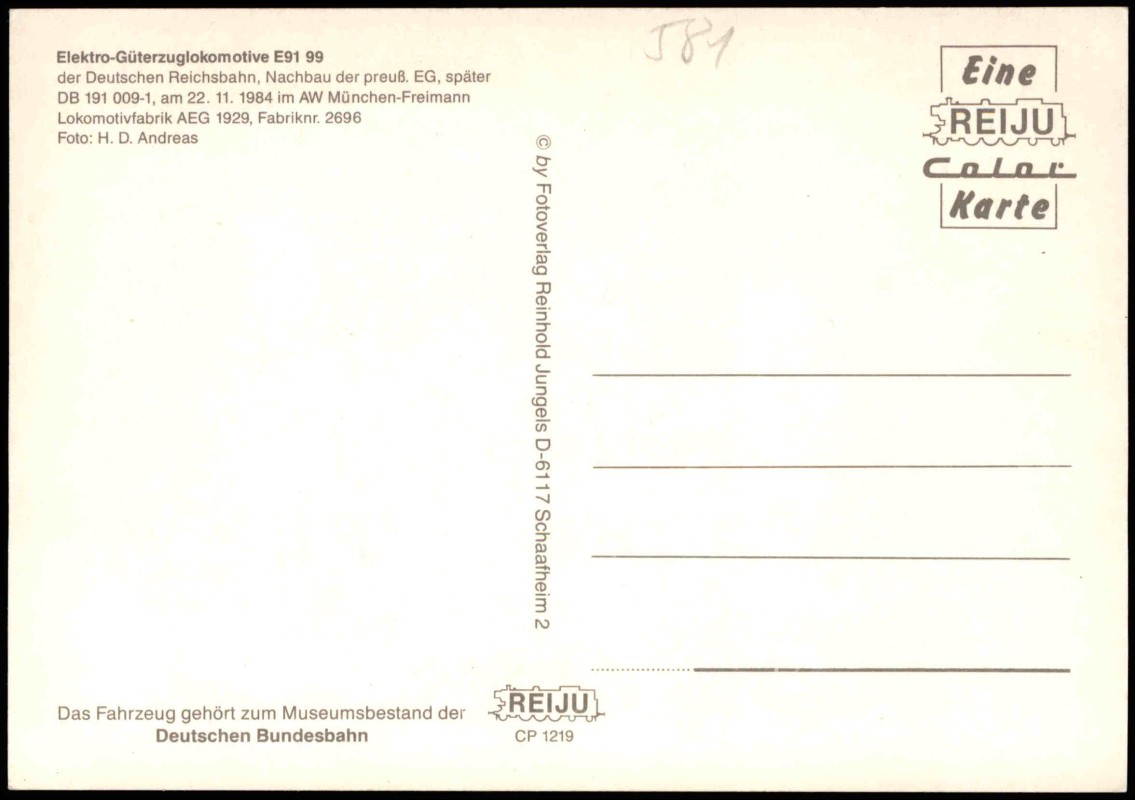 Elektro-Güterzuglokomotive E91 99
der Deutschen Reichsbahn, Nachbau der preuß. EG, später
DB 191 009-1, am 22. 11. 1984 im AW München-Freimann
Lokomotivfabrik AEG 1929, Fabriknr. 2696
Foto: H. D. Andreas
581
Eine
REIJU
Color
Karte
© by Fotoverlag Reinhold Jungels D-6117 Schaafheim 2
Das Fahrzeug gehört zum Museumsbestand der
Deutschen Bundesbahn
REIJU
CP 1219